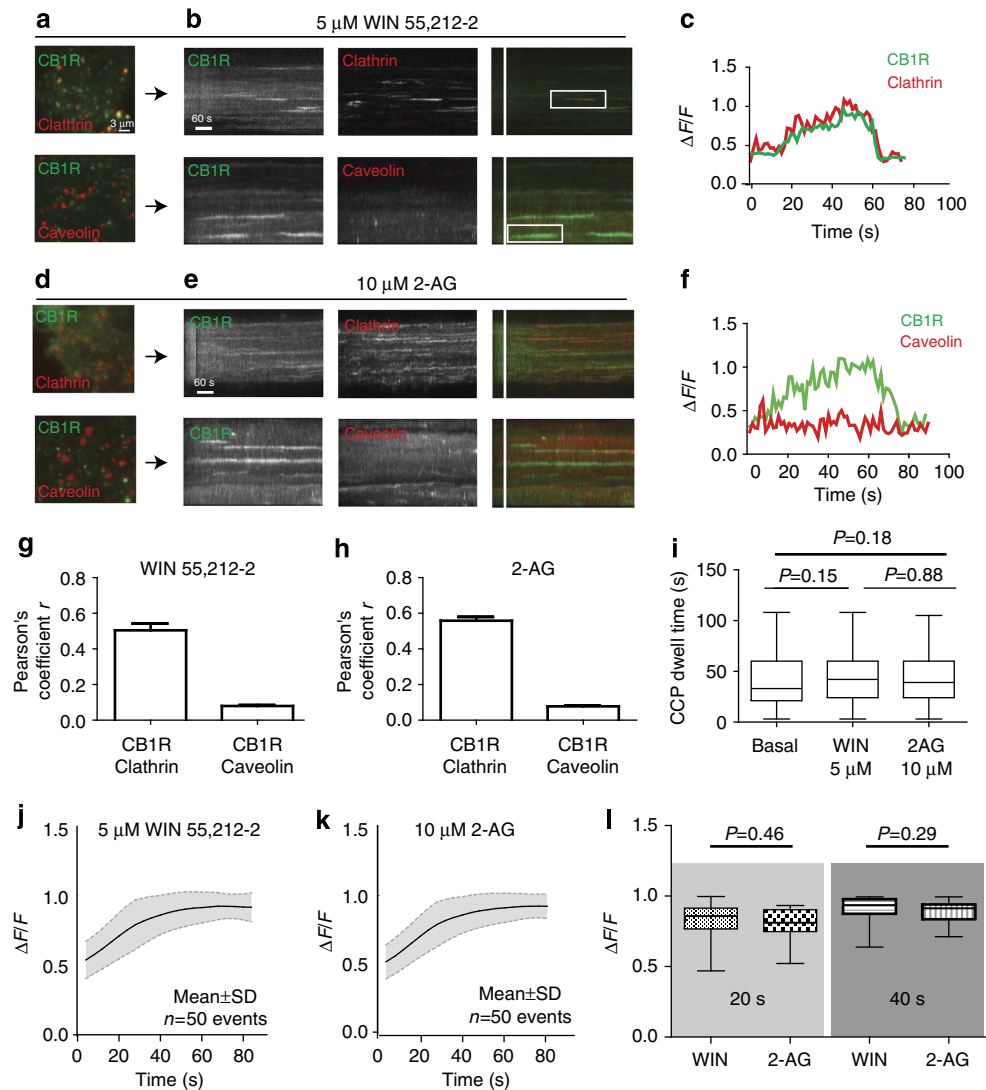 a
b
5 µM WIN 55,212-2
c
CB1R
Clathrin
3 µm
CB1R
60 s
Clathrin
CB1R
Clathrin
1.5
1.0
0.5
0.0
ΔF/F
0 20 40 60 80 100
Time (s)
CB1R
Caveolin
CB1R
Caveolin
d
e
10 µM 2-AG
f
CB1R
Clathrin
CB1R
60 s
Clathrin
CB1R
Caveolin
1.5
1.0
0.5
0
ΔF/F
0 20 40 60 80 100
Time (s)
CB1R
Caveolin
CB1R
Caveolin
g
WIN 55,212-2
Pearson's
coefficient r
0.8
0.6
0.4
0.2
0.0
CB1R
Clathrin
CB1R
Caveolin
h
2-AG
Pearson's
coefficient r
0.8
0.6
0.4
0.2
0.0
CB1R
Clathrin
CB1R
Caveolin
i
P=0.18
P=0.15
P=0.88
CCP dwell time (s)
150
100
50
0
Basal
WIN
5 µM
2AG
10 µM
j
5 µM WIN 55,212-2
ΔF/F
1.5
1.0
0.5
0.0
Mean±SD
n=50 events
0 20 40 60 80
Time (s)
k
10 µM 2-AG
ΔF/F
1.5
1.0
0.5
0.0
Mean±SD
n=50 events
0 20 40 60 80
Time (s)
l
P=0.46
P=0.29
ΔF/F
1.5
1.0
0.5
0.0
20 s
40 s
WIN 2-AG WIN 2-AG